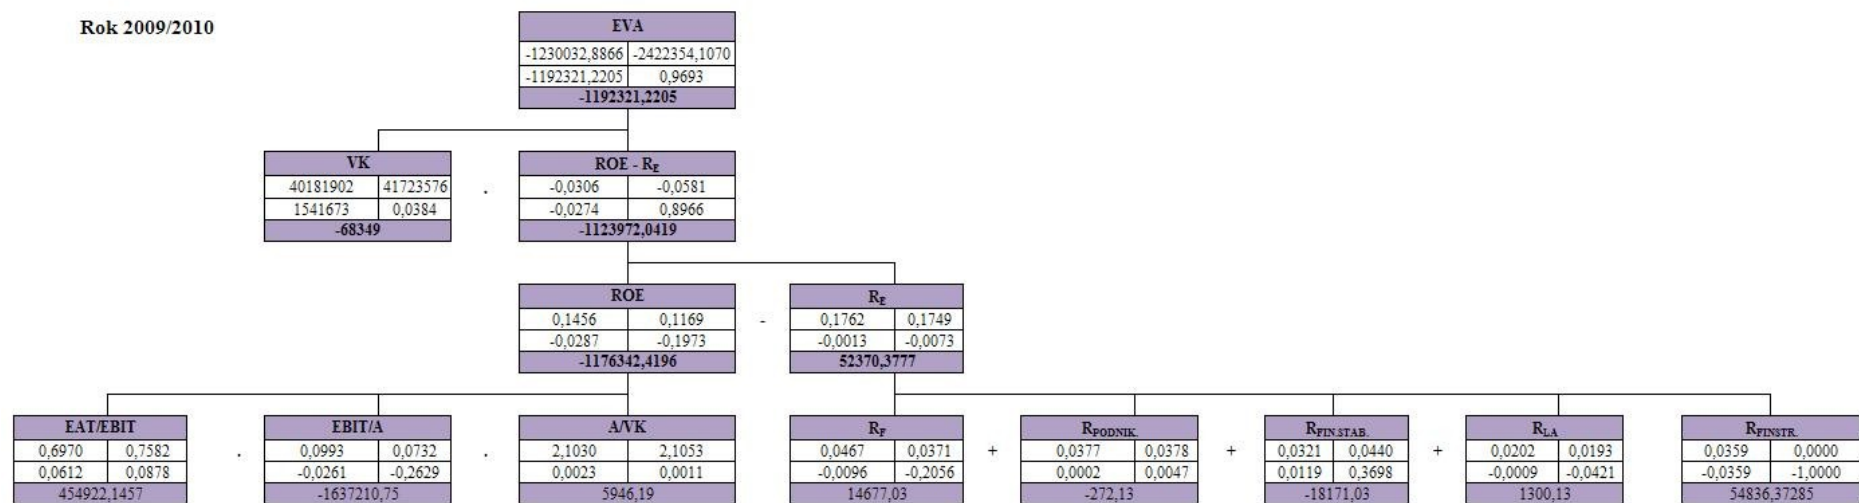 Rok 2009/2010
EVA
-1230032,8866 -2422354,1070
-1192321,2205 0,9693
-1192321,2205
VK ROE - RE
40181902 41723576 . -0,0306 -0,0581
1541673 0,0384 -0,0274 0,8966
-68349 -1123972,0419
ROE RE
0,1456 0,1169 - 0,1762 0,1749
-0,0287 -0,1973 -0,0013 -0,0073
-1176342,4196 52370,3777
EAT/EBIT EBIT/A A/VK RF RPODNIK. RFIN.STAB. RLA RFINSTR.
0,6970 0,7582 . 0,0993 0,0732 . 2,1030 2,1053 0,0467 0,0371 + 0,0377 0,0378 + 0,0321 0,0440 + 0,0202 0,0193 0,0359 0,0000
0,0612 0,0878 -0,0261 -0,2629 0,0023 0,0011 -0,0096 -0,2056 0,0002 0,0047 0,0119 0,3698 -0,0009 -0,0421 -0,0359 -1,0000
454922,1457 -1637210,75 5946,19 14677,03 -272,13 -18171,03 1300,13 54836,37285